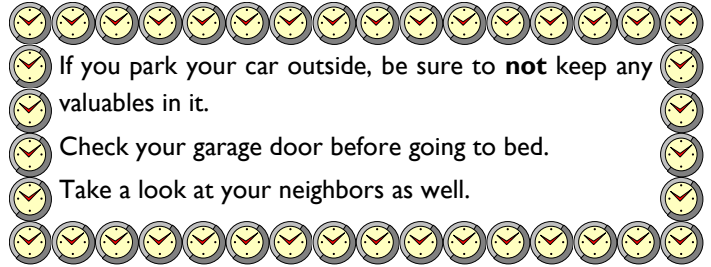 If you park your car outside, be sure to not keep any
valuables in it.
Check your garage door before going to bed.
Take a look at your neighbors as well.